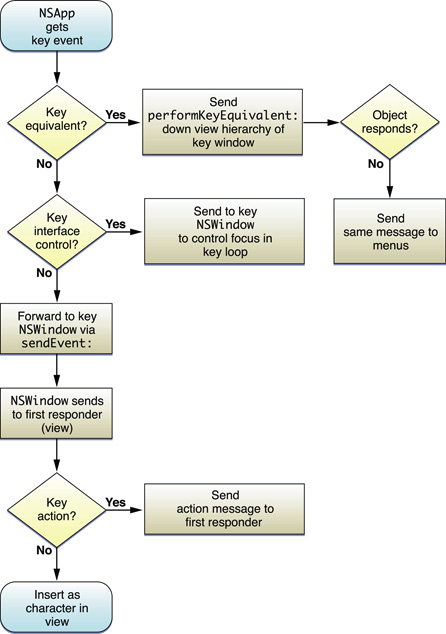 NSApp
gets
key event
Key
equivalent?
Yes
No
Send
performKeyEquivalent:
down view hierarchy of
key window
Object
responds?
No
Send
same message to
menus
Key
interface
control?
Yes
No
Send to key
NSWindow
to control focus in
key loop
Forward to key
NSWindow via
sendEvent:
NSWindow sends
to first responder
(view)
Key
action?
Yes
No
Send
action message to
first responder
Insert as
character in
view